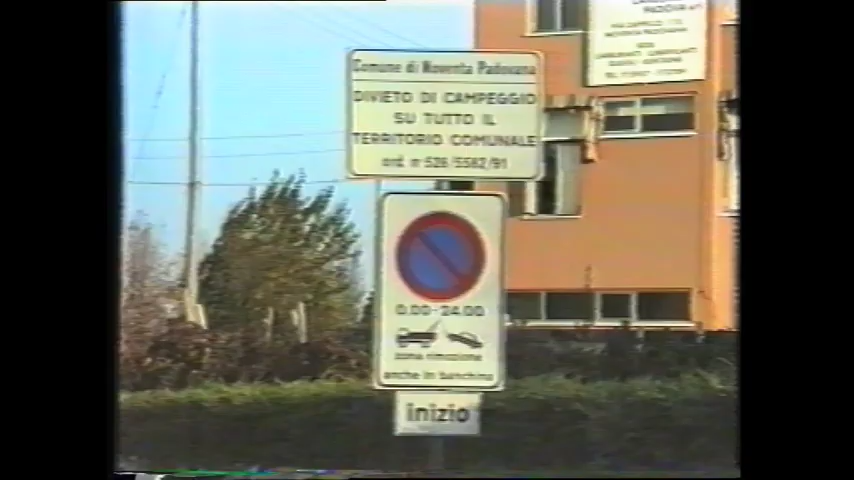 Comune di Noventa Padovana
DIVIETO DI CAMPEGGIO
SU TUTTO IL
TERRITORIO COMUNALE
ord. n° 526/5582/91
0.00-24.00
zona rimozione
anche in banchina
inizio
PADOVA